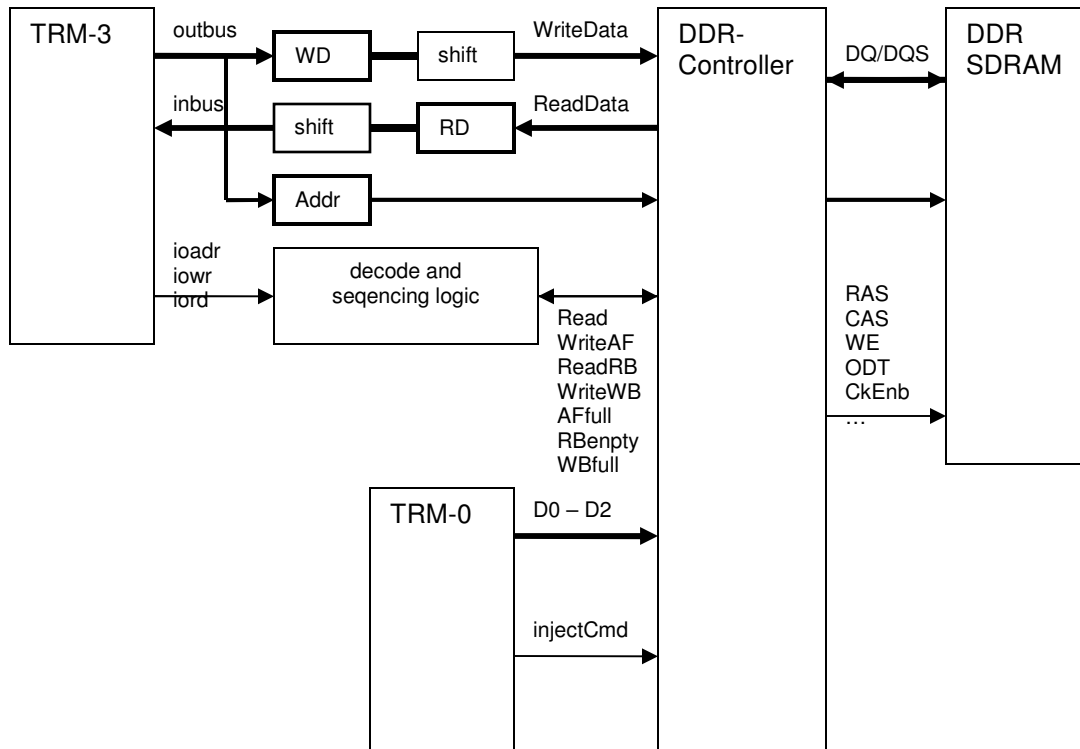 TRM-3
outbus
WD
shift
WriteData
DDR-
Controller
DQ/DQS
DDR
SDRAM
inbus
shift
RD
ReadData
Addr
ioadr
iowr
iord
decode and
seqencing logic
Read
WriteAF
ReadRB
WriteWB
AFfull
RBenpty
WBfull
RAS
CAS
WE
ODT
CkEnb
…
TRM-0
D0 – D2
injectCmd